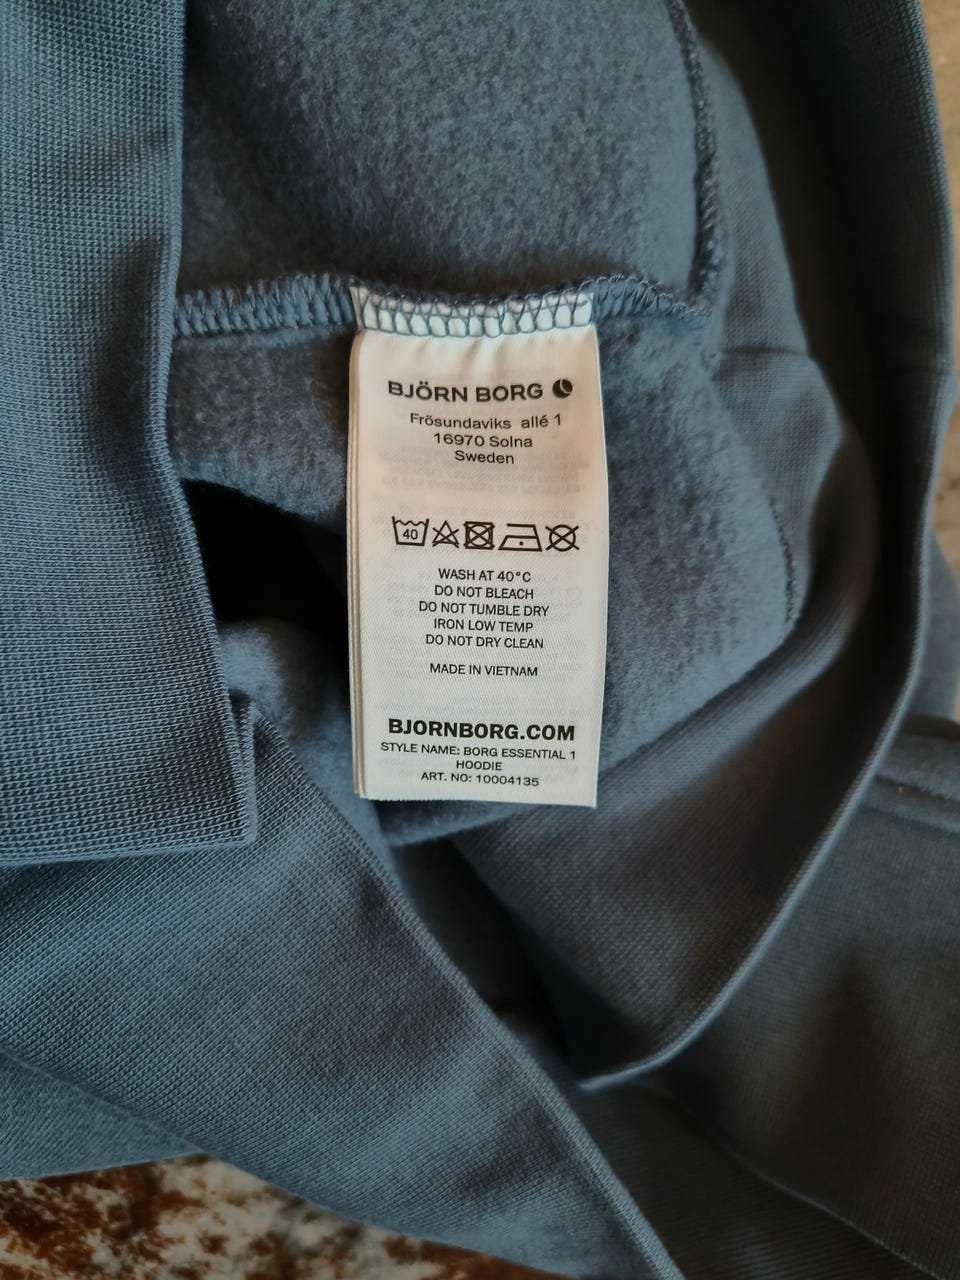 BJÖRN BORG
Frösundaviks allé 1
16970 Solna
Sweden
40
WASH AT 40°C
DO NOT BLEACH
DO NOT TUMBLE DRY
IRON LOW TEMP
DO NOT DRY CLEAN
MADE IN VIETNAM
BJORNBORG.COM
STYLE NAME: BORG ESSENTIAL 1
HOODIE
ART. NO: 10004135